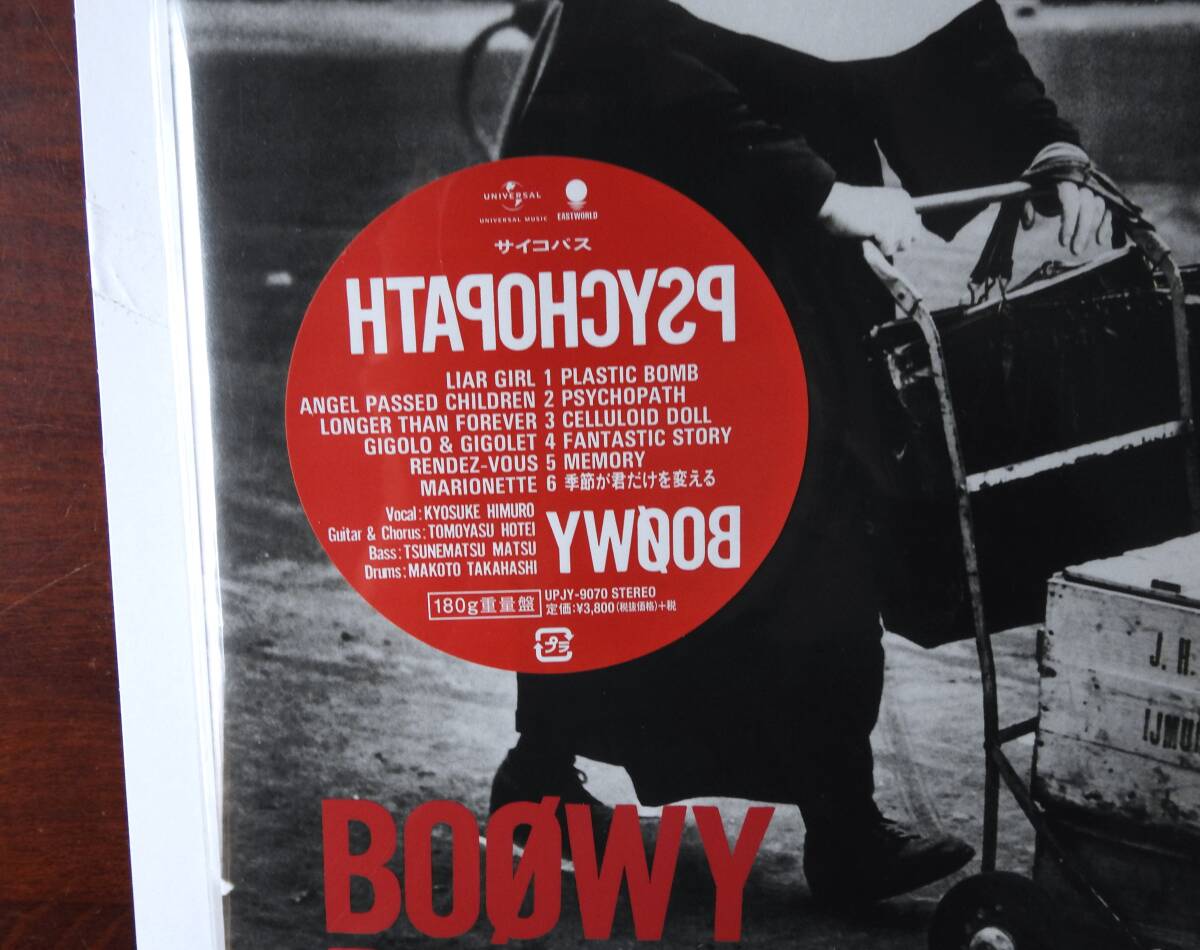 UNIVERSAL
UNIVERSAL MUSIC
EASTWORLD
サイコパス
PSYCHOPATH
LIAR GIRL 1 PLASTIC BOMB
ANGEL PASSED CHILDREN 2 PSYCHOPATH
LONGER THAN FOREVER 3 CELLULOID DOLL
GIGOLO & GIGOLET 4 FANTASTIC STORY
RENDEZ-VOUS 5 MEMORY
MARIONETTE 6 季節が君だけを変える
Vocal:KYOSUKE HIMURO
Guitar & Chorus:TOMOYASU HOTEI
Bass:TSUNEMATSU MATSU
Drums:MAKOTO TAKAHASHI
BOØWY
180g重量盤
UPJY-9070 STEREO
定価:¥3,800(税抜価格)+税
プラ
J. H.
BOØWY